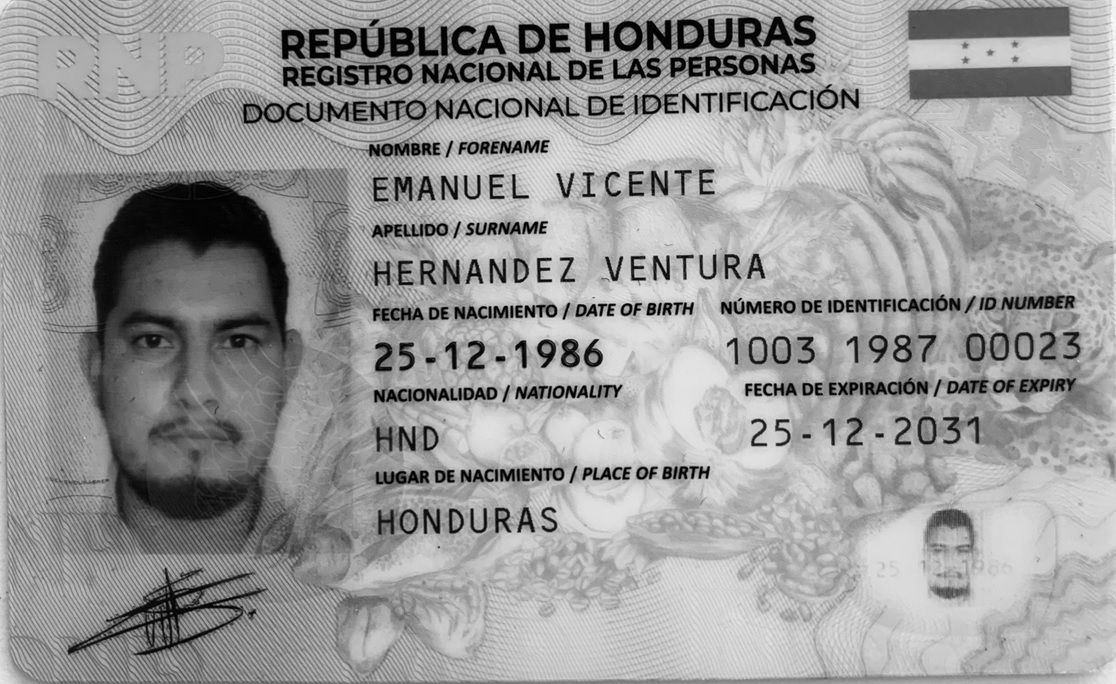 RNP
REPÚBLICA DE HONDURAS
REGISTRO NACIONAL DE LAS PERSONAS
DOCUMENTO NACIONAL DE IDENTIFICACIÓN
NOMBRE / FORENAME
EMANUEL VICENTE
APELLIDO / SURNAME
HERNANDEZ VENTURA
FECHA DE NACIMIENTO / DATE OF BIRTH NÚMERO DE IDENTIFICACIÓN / ID NUMBER
25-12-1986 1003 1987 00023
NACIONALIDAD / NATIONALITY FECHA DE EXPIRACIÓN / DATE OF EXPIRY
HND 25-12-2031
LUGAR DE NACIMIENTO / PLACE OF BIRTH
HONDURAS
25 12 1986